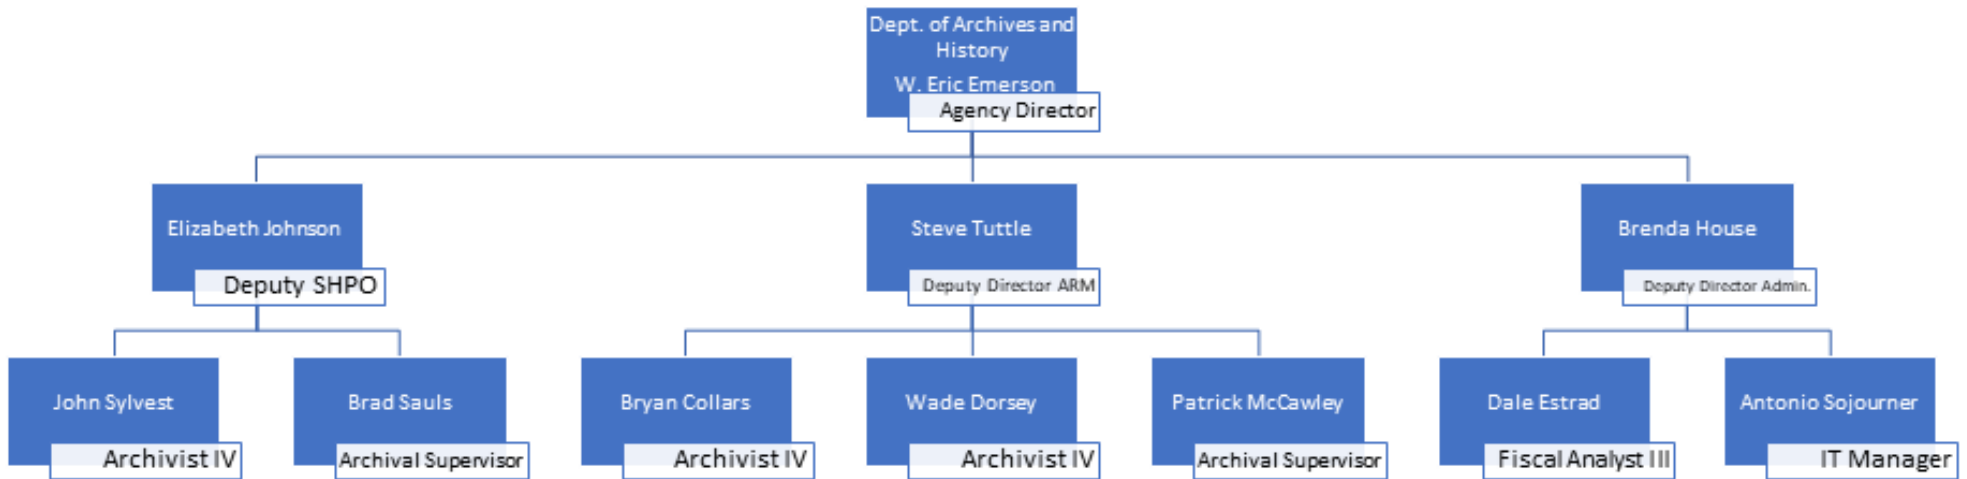 Dept. of Archives and
History
W. Eric Emerson
Agency Director
Elizabeth Johnson
Deputy SHPO
Steve Tuttle
Deputy Director ARM
Brenda House
Deputy Director Admin.
John Sylvest
Archivist IV
Brad Sauls
Archival Supervisor
Bryan Collars
Archivist IV
Wade Dorsey
Archivist IV
Patrick McCawley
Archival Supervisor
Dale Estrad
Fiscal Analyst III
Antonio Sojourner
IT Manager